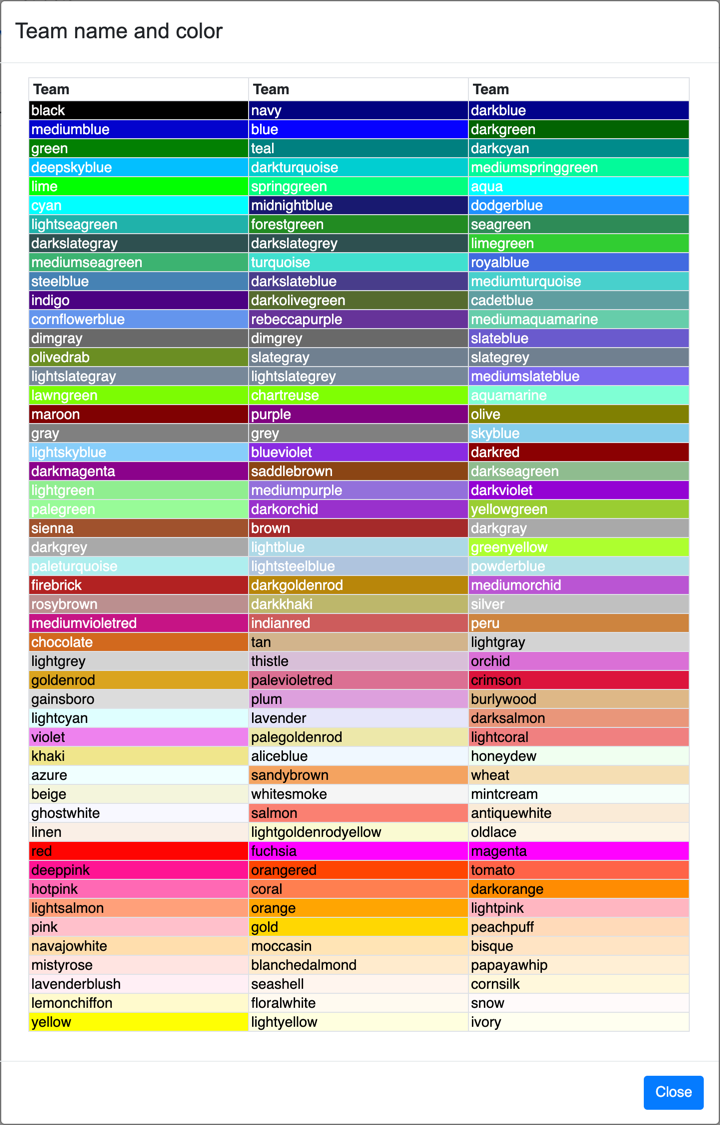 Team name and color
Team Team Team
black navy darkblue
mediumblue blue darkgreen
green teal darkcyan
deepskyblue darkturquoise mediumspringgreen
lime springgreen aqua
cyan midnightblue dodgerblue
lightseagreen forestgreen seagreen
darkslategray darkslategrey limegreen
mediumseagreen turquoise royalblue
steelblue darkslateblue mediumturquoise
indigo darkolivegreen cadetblue
cornflowerblue rebeccapurple mediumaquamarine
dimgray dimgrey slateblue
olivedrab slategray slategrey
lightslategray lightslategrey mediumslateblue
lawngreen chartreuse aquamarine
maroon purple olive
gray grey skyblue
lightskyblue blueviolet darkred
darkmagenta saddlebrown darkseagreen
lightgreen mediumpurple darkviolet
palegreen darkorchid yellowgreen
sienna brown darkgray
darkgrey lightblue greenyellow
paleturquoise lightsteelblue powderblue
firebrick darkgoldenrod mediumorchid
rosybrown darkkhaki silver
mediumvioletred indianred peru
chocolate tan lightgray
lightgrey thistle orchid
goldenrod palevioletred crimson
gainsboro plum burlywood
lightcyan lavender darksalmon
violet palegoldenrod lightcoral
khaki aliceblue honeydew
azure sandybrown wheat
beige whitesmoke mintcream
ghostwhite salmon antiquewhite
linen lightgoldenrodyellow oldlace
red fuchsia magenta
deeppink orangered tomato
hotpink coral darkorange
lightsalmon orange lightpink
pink gold peachpuff
navajowhite moccasin bisque
mistyrose blanchedalmond papayawhip
lavenderblush seashell cornsilk
lemonchiffon floralwhite snow
yellow lightyellow ivory
Close